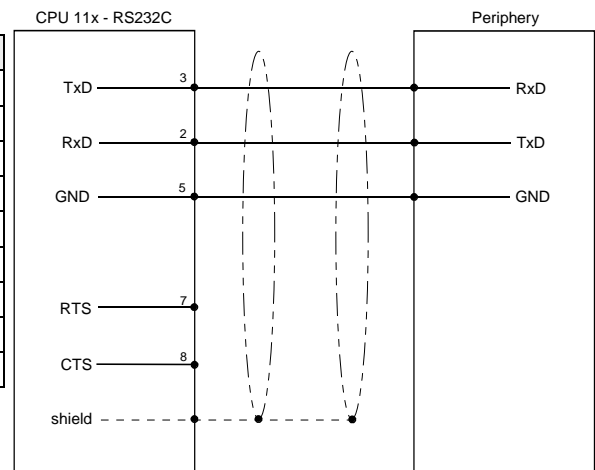 CPU 11x - RS232C Periphery
TxD 3 RxD
RxD 2 TxD
GND 5 GND
RTS 7
CTS 8
shield